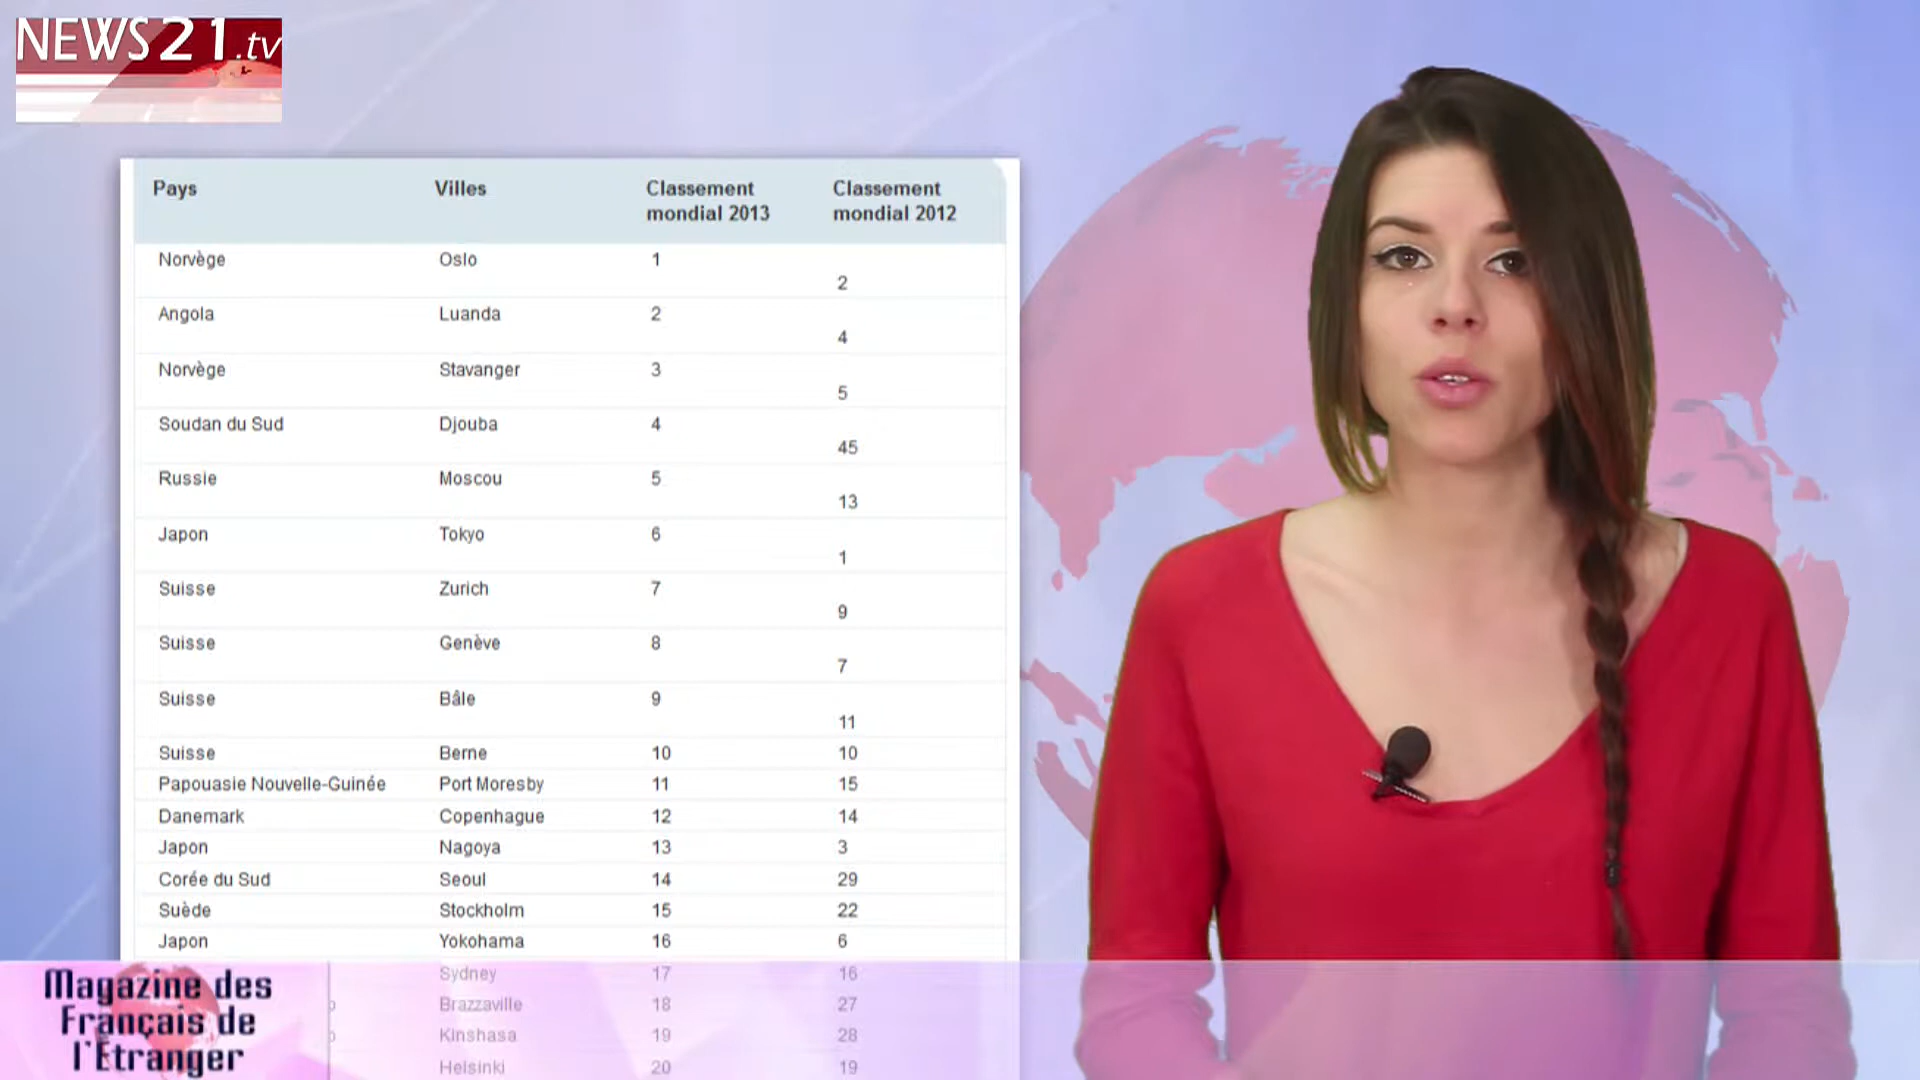 NEWS21.tv
Pays Villes Classement mondial 2013 Classement mondial 2012
Norvège Oslo 1 2
Angola Luanda 2 4
Norvège Stavanger 3 5
Soudan du Sud Djouba 4 45
Russie Moscou 5 13
Japon Tokyo 6 1
Suisse Zurich 7 9
Suisse Genève 8 7
Suisse Bâle 9 11
Suisse Berne 10 10
Papouasie Nouvelle-Guinée Port Moresby 11 15
Danemark Copenhague 12 14
Japon Nagoya 13 3
Corée du Sud Seoul 14 29
Suède Stockholm 15 22
Japon Yokohama 16 6
Sydney 17 16
Brazzaville 18 27
Kinshasa 19 28
Helsinki 20 19
Magazine des
Français de
l'Etranger